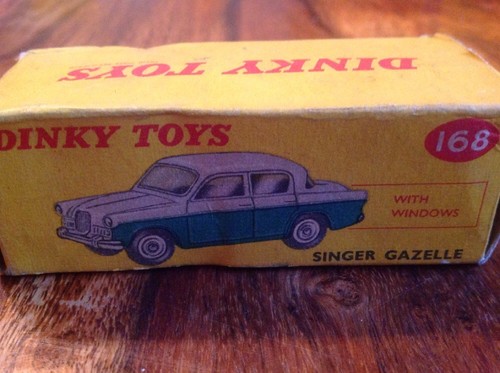 DINKY TOYS
DINKY TOYS
168
WITH
WINDOWS
SINGER GAZELLE